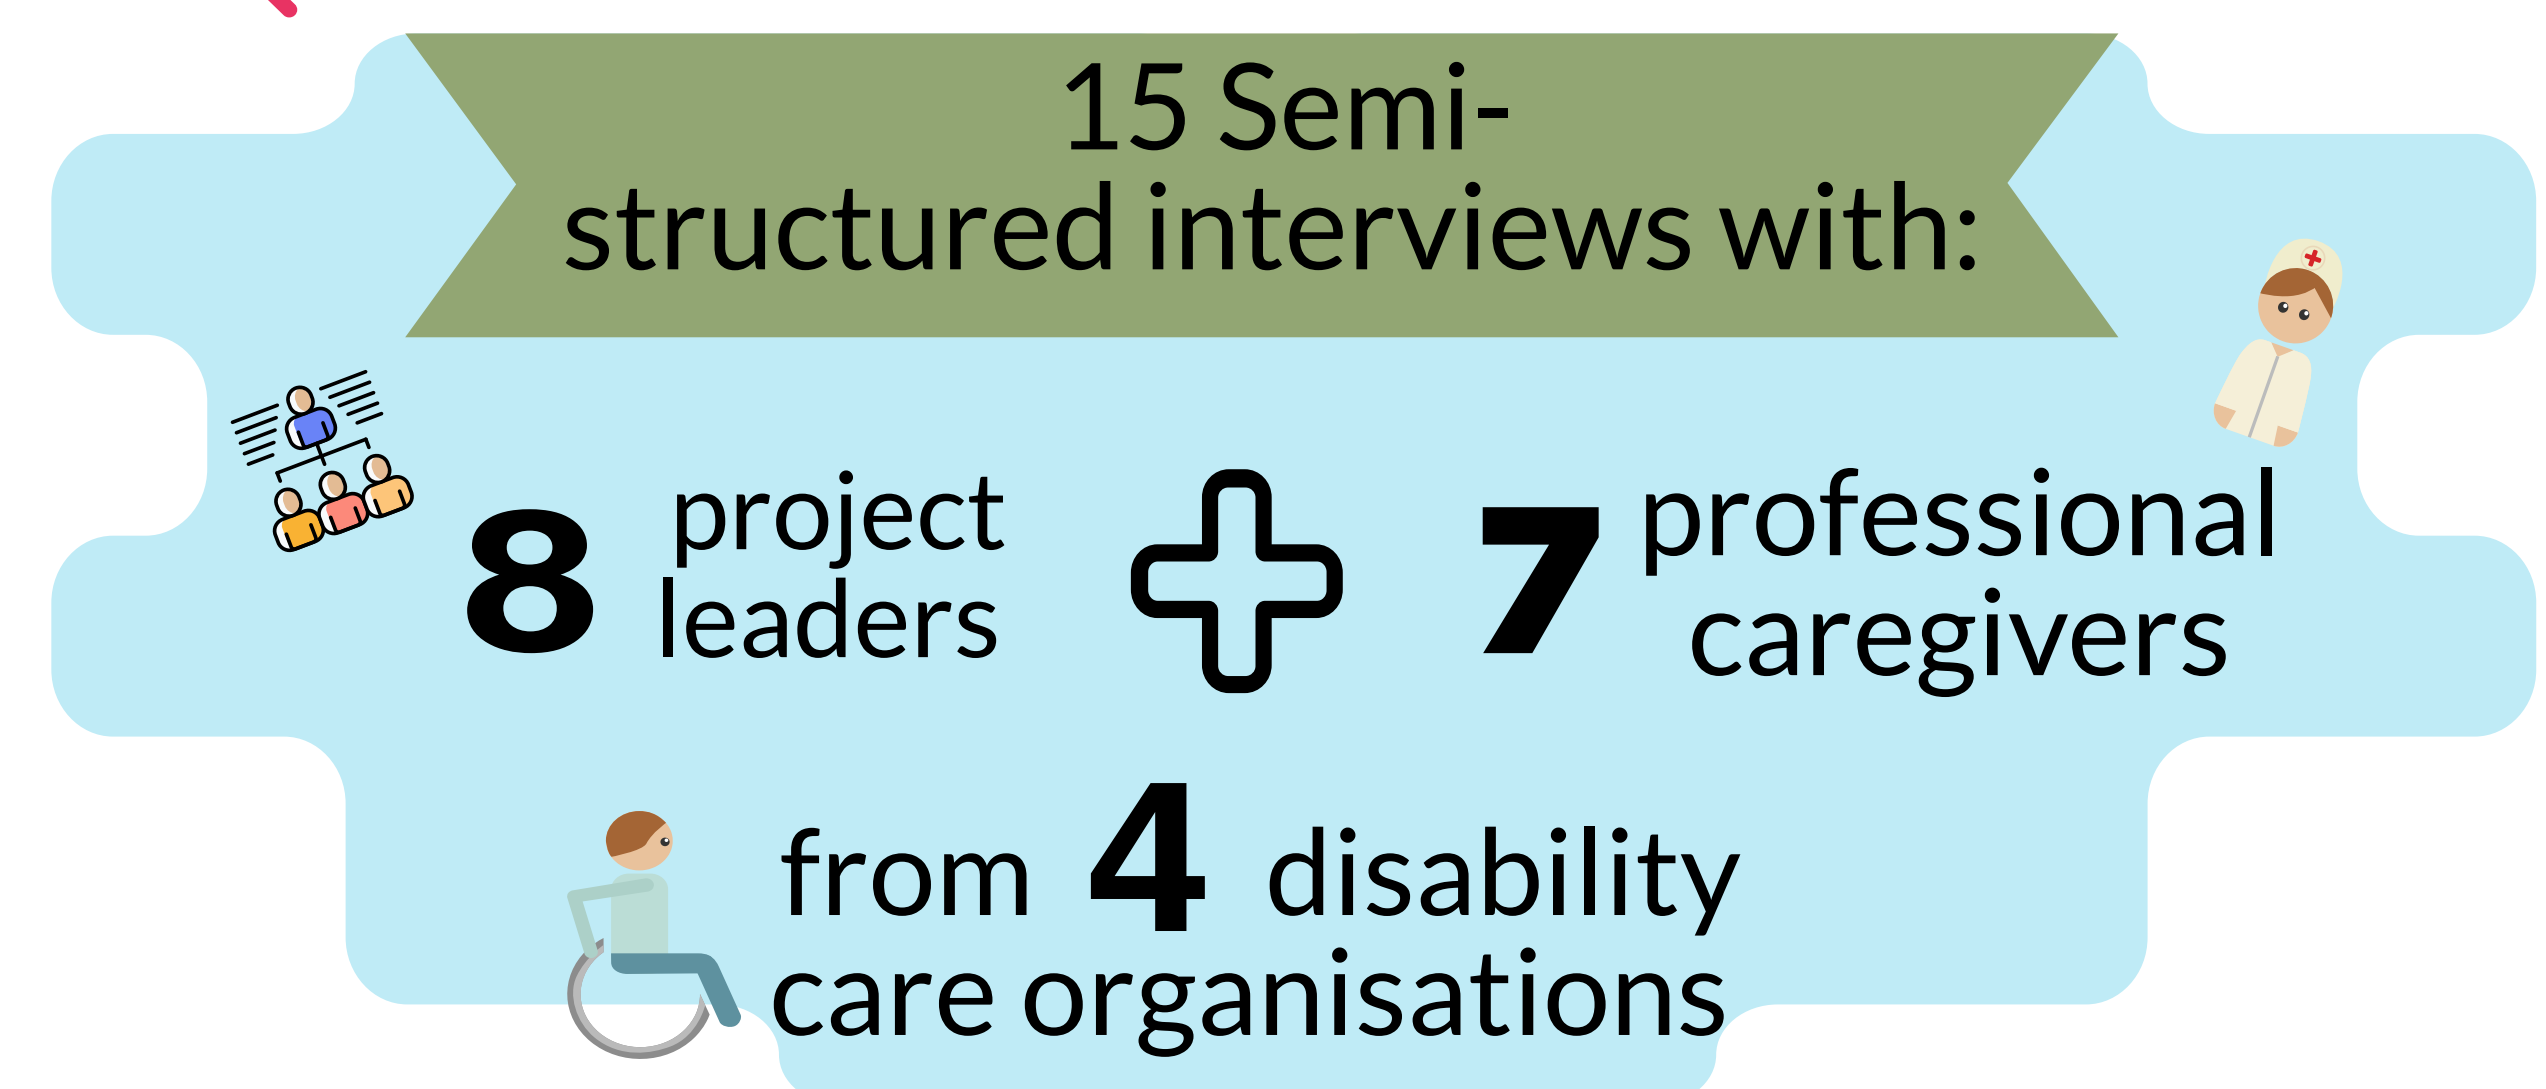 15 Semi-
structured interviews with:
8 project
leaders
7 professional
caregivers
from 4 disability
care organisations